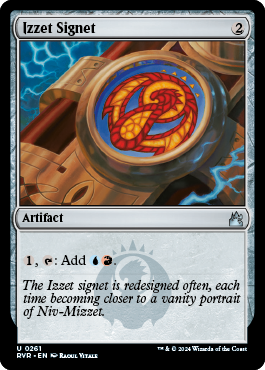 Izzet Signet 2
Artifact
1, T: Add UR.
The Izzet signet is redesigned often, each
time becoming closer to a vanity portrait
of Niv-Mizzet.
U 0261
RVR • EN Raoul Vitale
™ & © 2024 Wizards of the Coast